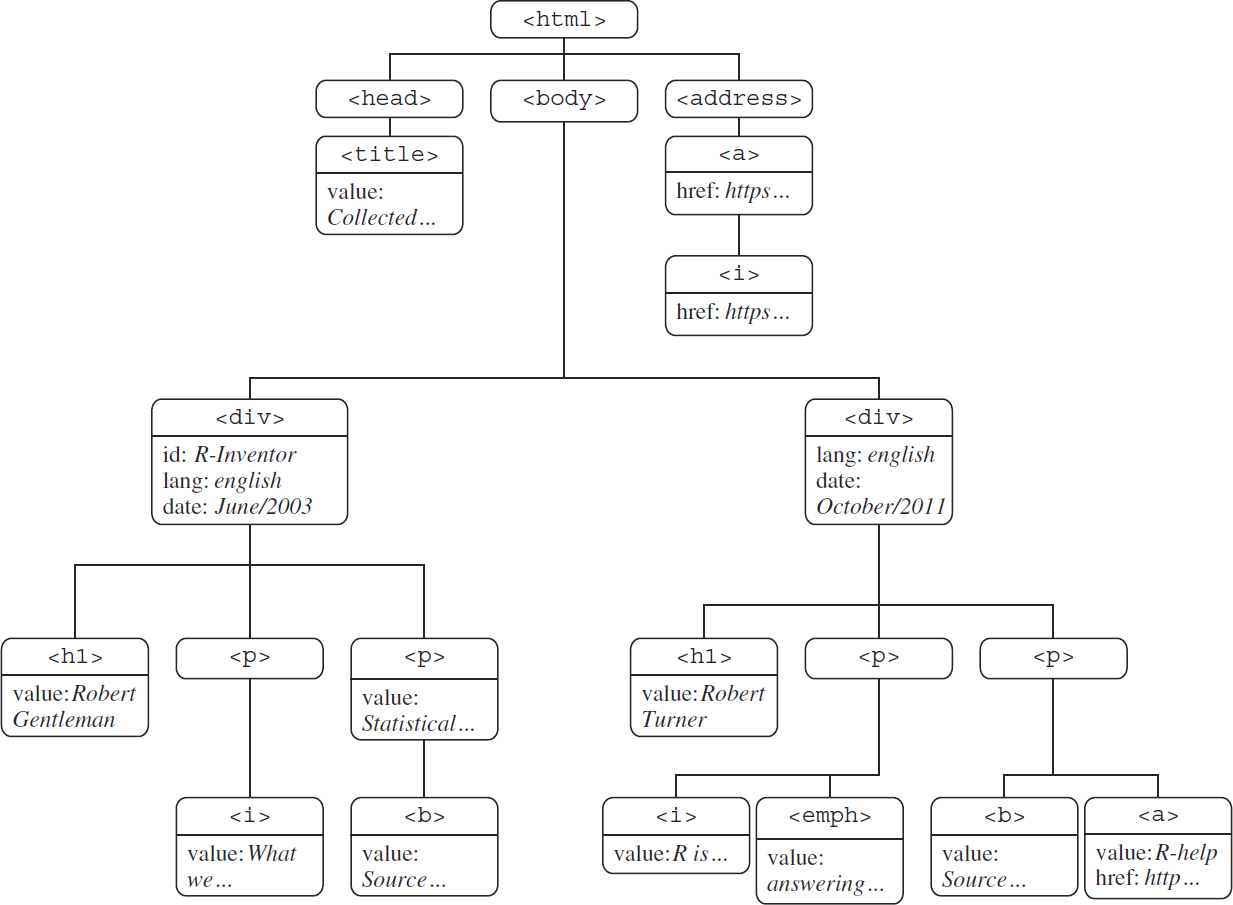 <html>
<head>
<body>
<address>
<title>
value:
Collected...
<a>
href: https...
<i>
href: https...
<div>
id: R-Inventor
lang: english
date: June/2003
<div>
lang: english
date:
October/2011
<h1>
value: Robert
Gentleman
<p>
<p>
value:
Statistical...
<h1>
value: Robert
Turner
<p>
<p>
<i>
value: What
we...
<b>
value:
Source...
<i>
value: R is...
<emph>
value:
answering...
<b>
value:
Source...
<a>
value: R-help
href: http...